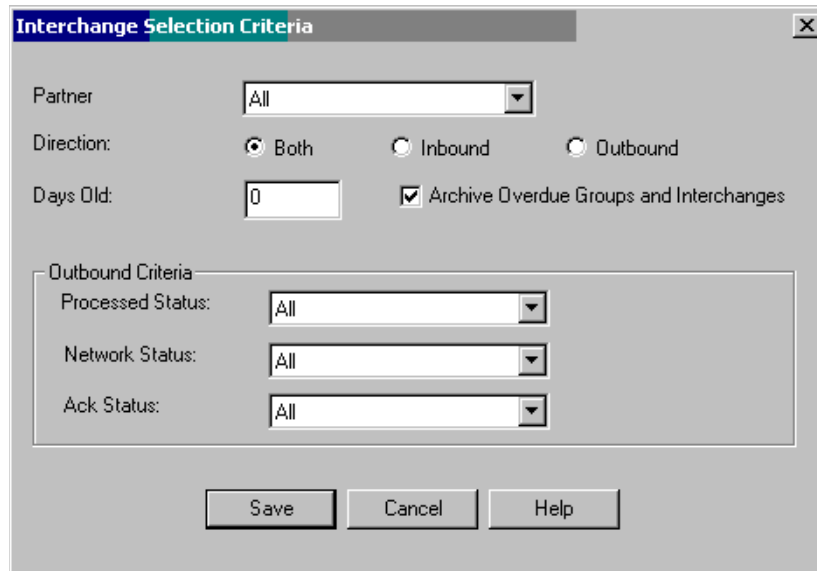 Interchange Selection Criteria
Partner All
Direction: Both Inbound Outbound
Days Old: 0 Archive Overdue Groups and Interchanges
Outbound Criteria
Processed Status: All
Network Status: All
Ack Status: All
Save Cancel Help